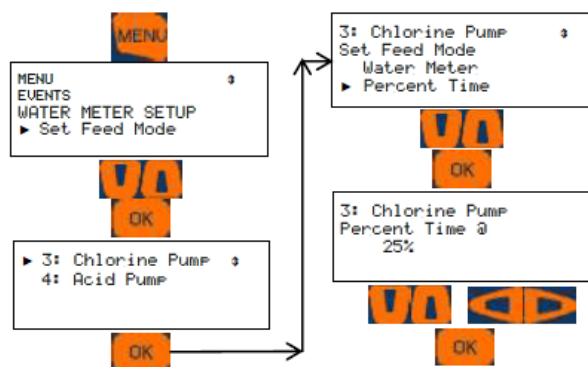 MENU
MENU
EVENTS
WATER METER SETUP
► Set Feed Mode
OK
► 3: Chlorine Pump
4: Acid Pump
OK
3: Chlorine Pump
Set Feed Mode
Water Meter
► Percent Time
OK
3: Chlorine Pump
Percent Time @
25%
OK